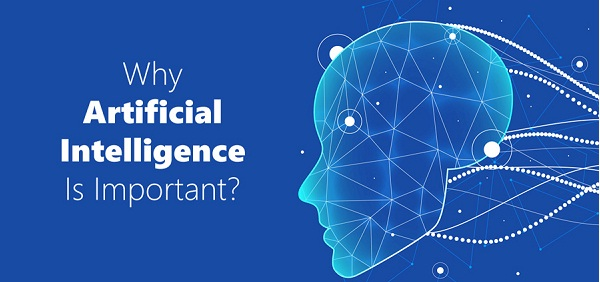 Why
Artificial
Intelligence
Is Important?